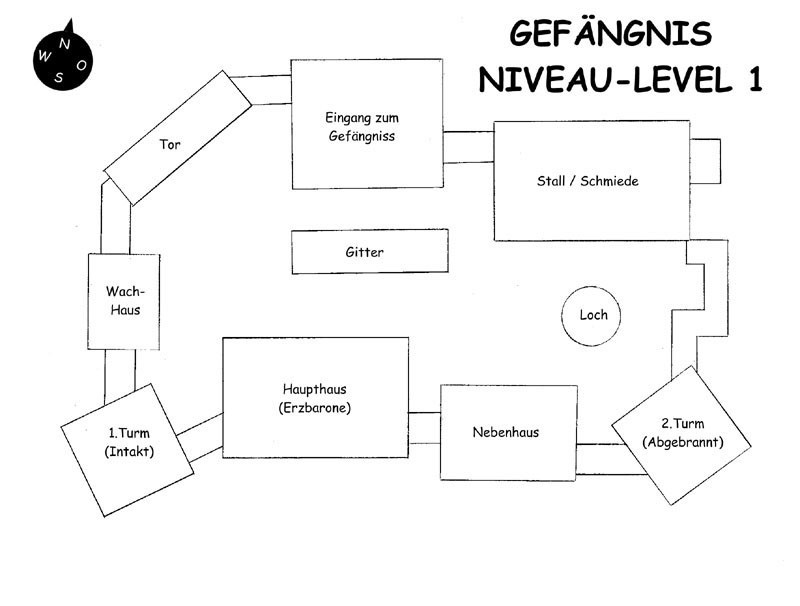 GEFÄNGNIS
NIVEAU-LEVEL 1
N
W
O
S
Eingang zum
Gefängniss
Tor
Stall / Schmiede
Gitter
Wach-
Haus
Loch
Haupthaus
(Erzbarone)
1.Turm
(Intakt)
Nebenhaus
2.Turm
(Abgebrannt)